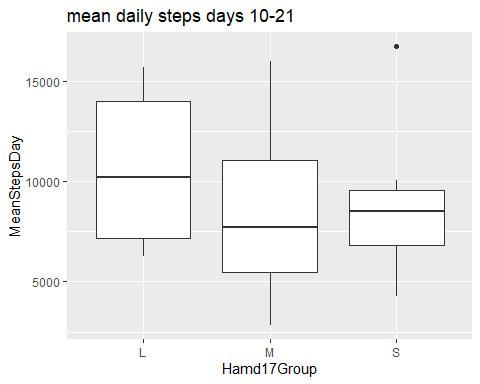 mean daily steps days 10-21
MeanStepsDay
15000
10000
5000
L M S
Hamd17Group